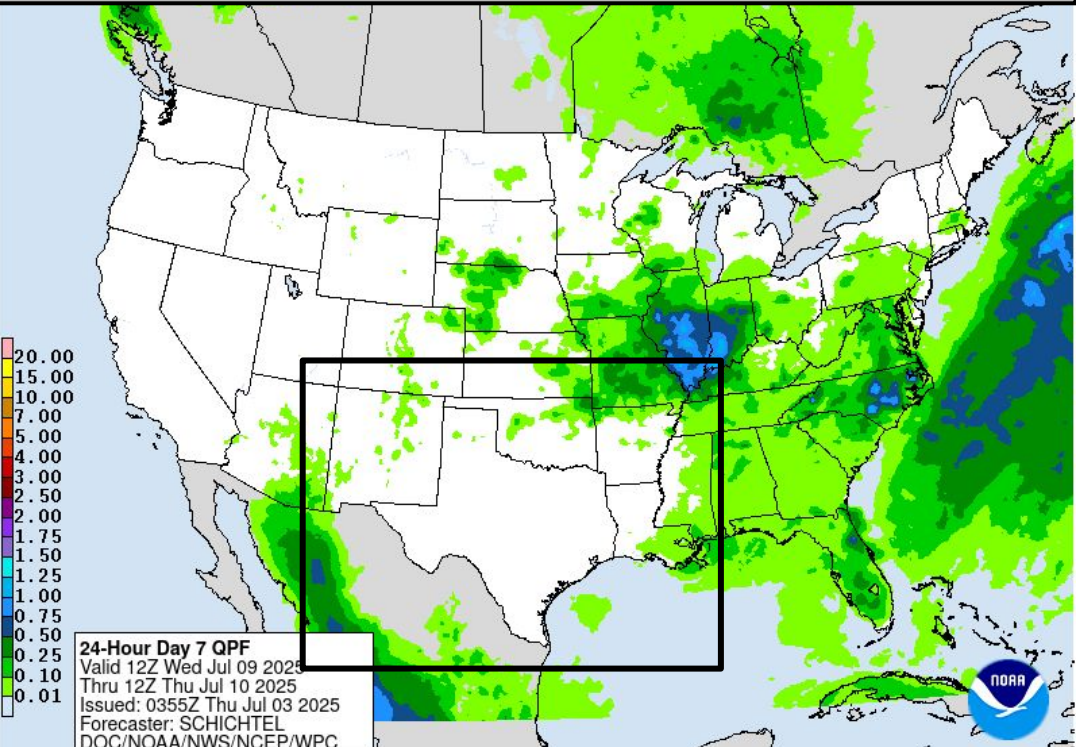 20.00
15.00
10.00
7.00
5.00
4.00
3.00
2.50
2.00
1.75
1.50
1.25
1.00
0.75
0.50
0.25
0.10
0.01
24-Hour Day 7 QPF
Valid 12Z Wed Jul 09 2025
Thru 12Z Thu Jul 10 2025
Issued: 0355Z Thu Jul 03 2025
Forecaster: SCHICHTEL
DOC/NOAA/NWS/NCEP/WPC
NOAA